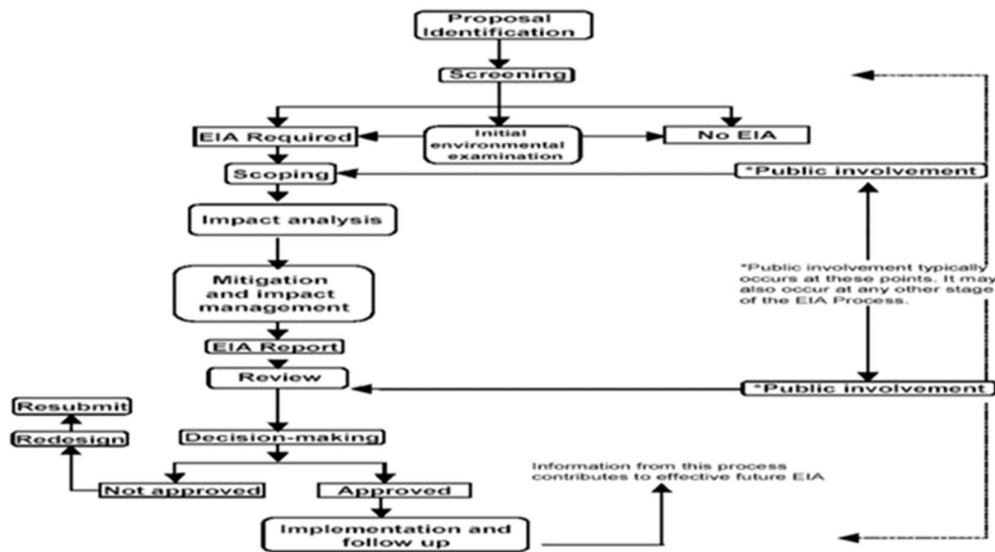 Proposal
Identification
Screening
EIA Required
Initial
environmental
examination
No EIA
Scoping
*Public involvement
Impact analysis
*Public involvement typically
occurs at these points. It may
also occur at any other stage
of the EIA Process.
Mitigation
and impact
management
EIA Report
Review
*Public involvement
Resubmit
Redesign
Decision-making
Information from this process
contributes to effective future EIA
Not approved
Approved
Implementation and
follow up